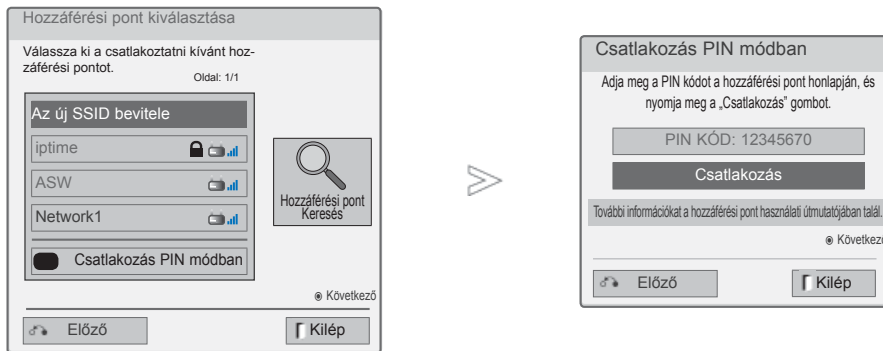 Hozzáférési pont kiválasztása
Válassza ki a csatlakoztatni kívánt hoz-
záférési pontot.
Oldal: 1/1
Az új SSID bevitele
iptime
ASW
Network1
Csatlakozás PIN módban
Hozzáférési pont
Keresés
Következő
Előző
Kilép
Csatlakozás PIN módban
Adja meg a PIN kódot a hozzáférési pont honlapján, és
nyomja meg a „Csatlakozás” gombot.
PIN KÓD: 12345670
Csatlakozás
További információkat a hozzáférési pont használati útmutatójában talál.
Következő
Előző
Kilép